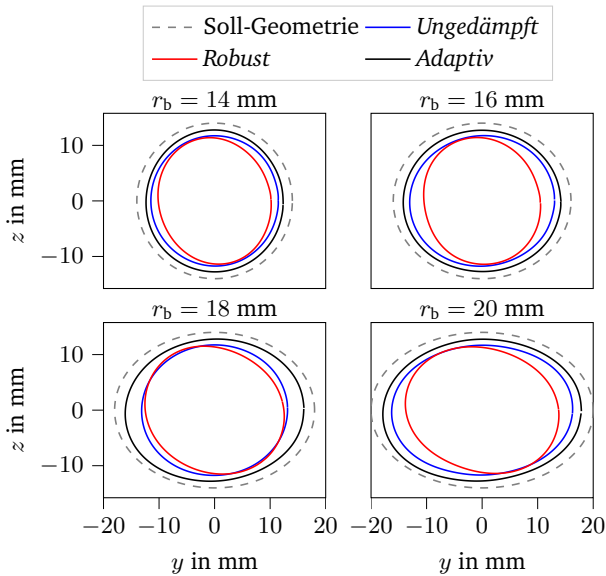 Soll-Geometrie Ungedämpft
Robust Adaptiv
r_b = 14 mm r_b = 16 mm
z in mm
10
0
−10
r_b = 18 mm r_b = 20 mm
z in mm
10
0
−10
−20 −10 0 10 20 −20 −10 0 10 20
y in mm y in mm